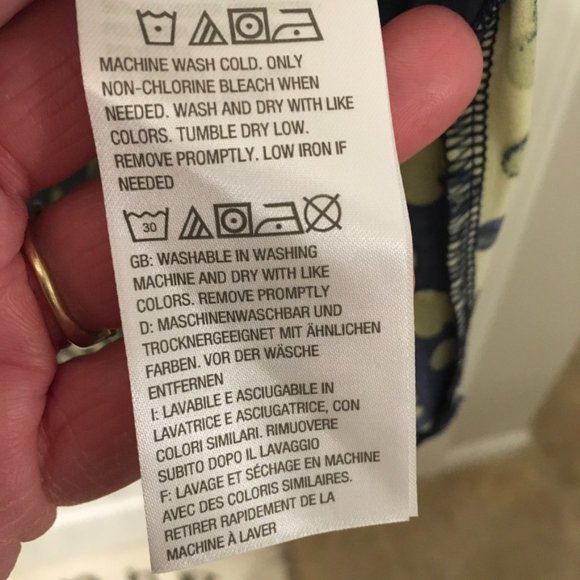 MACHINE WASH COLD. ONLY
NON-CHLORINE BLEACH WHEN
NEEDED. WASH AND DRY WITH LIKE
COLORS. TUMBLE DRY LOW.
REMOVE PROMPTLY. LOW IRON IF
NEEDED
30
GB: WASHABLE IN WASHING
MACHINE AND DRY WITH LIKE
COLORS. REMOVE PROMPTLY
D: MASCHINENWASCHBAR UND
TROCKNERGEEIGNET MIT ÄHNLICHEN
FARBEN. VOR DER WÄSCHE
ENTFERNEN
I: LAVABILE E ASCIUGABILE IN
LAVATRICE E ASCIUGATRICE, CON
COLORI SIMILARI. RIMUOVERE
SUBITO DOPO IL LAVAGGIO
F: LAVAGE ET SÉCHAGE EN MACHINE
AVEC DES COLORIS SIMILAIRES.
RETIRER RAPIDEMENT DE LA
MACHINE À LAVER